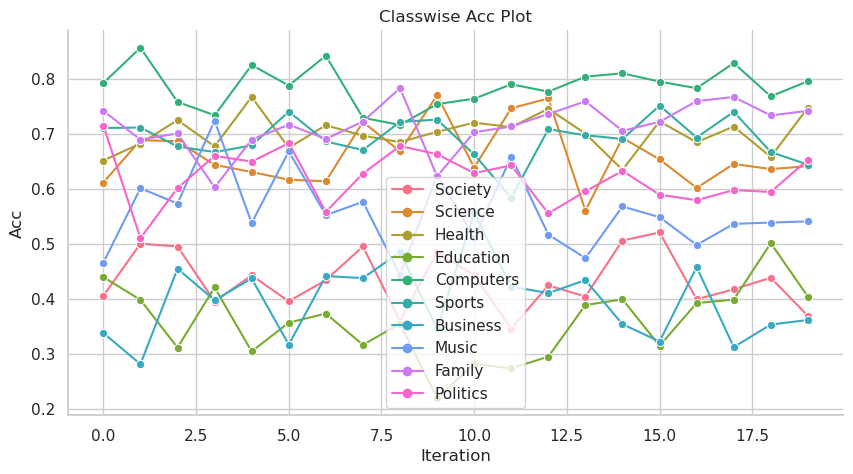 Classwise Acc Plot
Acc
0.8
0.7
0.6
0.5
0.4
0.3
0.2
Society
Science
Health
Education
Computers
Sports
Business
Music
Family
Politics
0.0 2.5 5.0 7.5 10.0 12.5 15.0 17.5
Iteration